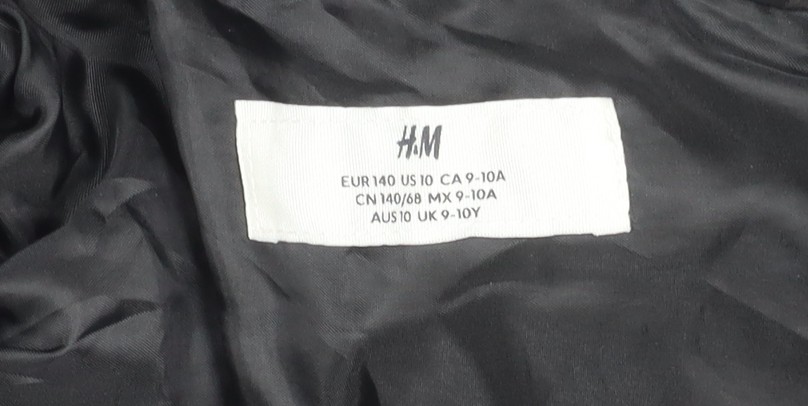 H&M
EUR 140 US 10 CA 9-10A
CN 140/68 MX 9-10A
AUS 10 UK 9-10Y